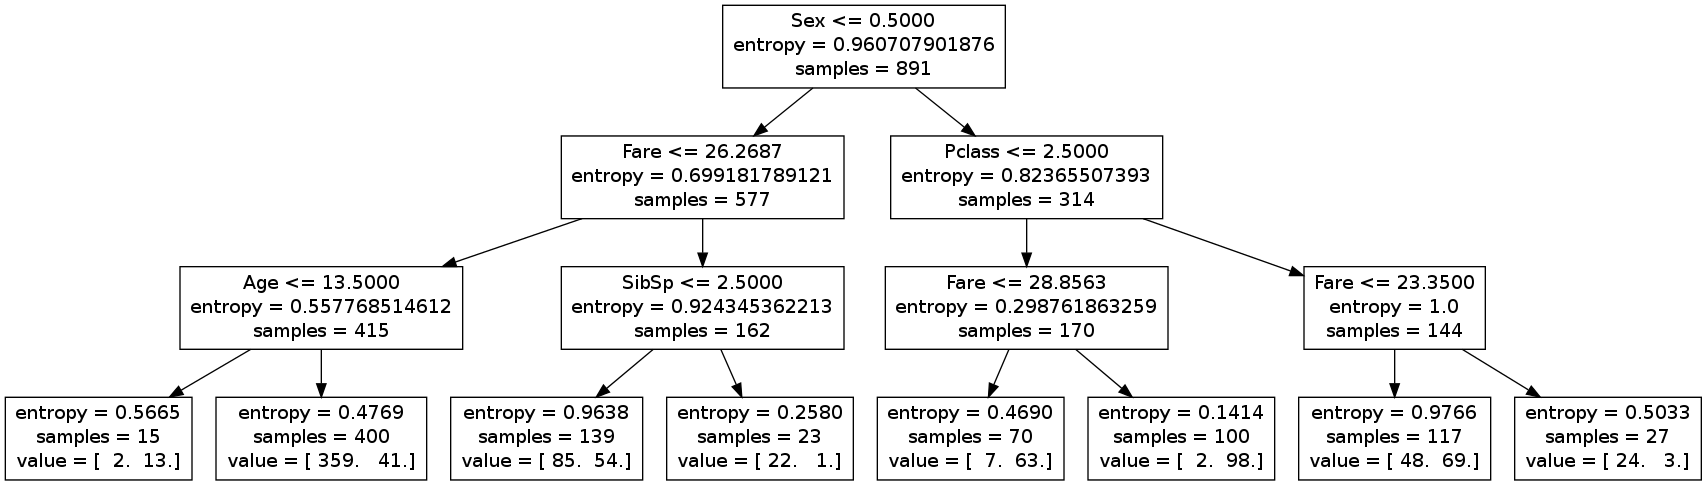 Sex <= 0.5000
entropy = 0.960707901876
samples = 891
Fare <= 26.2687
entropy = 0.699181789121
samples = 577
Pclass <= 2.5000
entropy = 0.82365507393
samples = 314
Age <= 13.5000
entropy = 0.557768514612
samples = 415
SibSp <= 2.5000
entropy = 0.924345362213
samples = 162
Fare <= 28.8563
entropy = 0.298761863259
samples = 170
Fare <= 23.3500
entropy = 1.0
samples = 144
entropy = 0.5665
samples = 15
value = [  2.  13.]
entropy = 0.4769
samples = 400
value = [ 359.   41.]
entropy = 0.9638
samples = 139
value = [ 85.  54.]
entropy = 0.2580
samples = 23
value = [ 22.   1.]
entropy = 0.4690
samples = 70
value = [  7.  63.]
entropy = 0.1414
samples = 100
value = [  2.  98.]
entropy = 0.9766
samples = 117
value = [ 48.  69.]
entropy = 0.5033
samples = 27
value = [ 24.   3.]